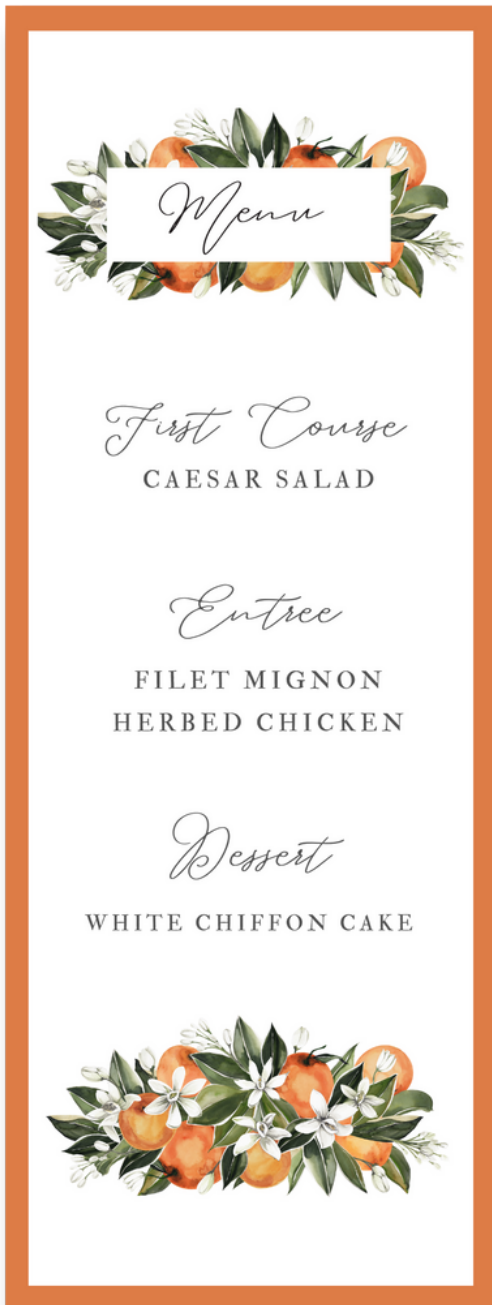 Menu
First Course
CAESAR SALAD
Entree
FILET MIGNON
HERBED CHICKEN
Dessert
WHITE CHIFFON CAKE